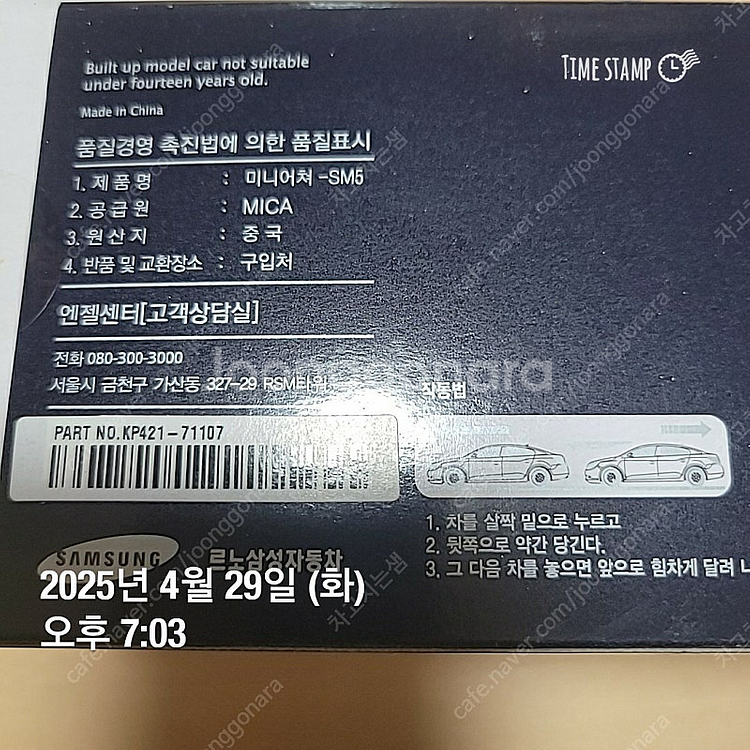 Built up model car not suitable
under fourteen years old.
TIME STAMP
Made in China
품질경영 촉진법에 의한 품질표시
1. 제 품 명 : 미니어쳐 -SM5
2. 공 급 원 : MICA
3. 원 산 지 : 중 국
4. 반품 및 교환장소 : 구입처
엔젤센터[고객상담실]
전화 080-300-3000
서울시 금천구 가산동 327-29 RSM타워
joonggonara
작동법
PART NO.KP421-71107
1. 차를 살짝 밑으로 누르고
2. 뒷쪽으로 약간 당긴다.
3. 그 다음 차를 놓으면 앞으로 힘차게 달려
SAMSUNG 르노삼성자동차
2025년 4월 29일 (화)
오후 7:03
cafe.naver.com/joonggonara